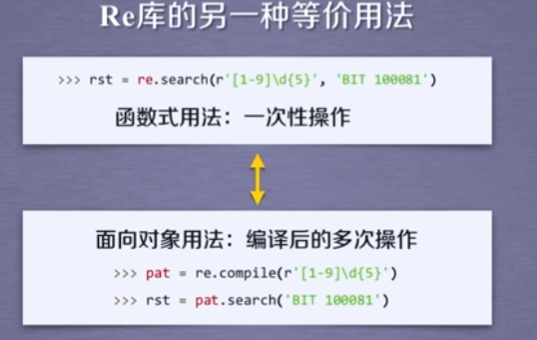 Re库的另一种等价用法
>>> rst = re.search(r'[1-9]\d{5}', 'BIT 100081')
函数式用法：一次性操作
面向对象用法：编译后的多次操作
>>> pat = re.compile(r'[1-9]\d{5}')
>>> rst = pat.search('BIT 100081')